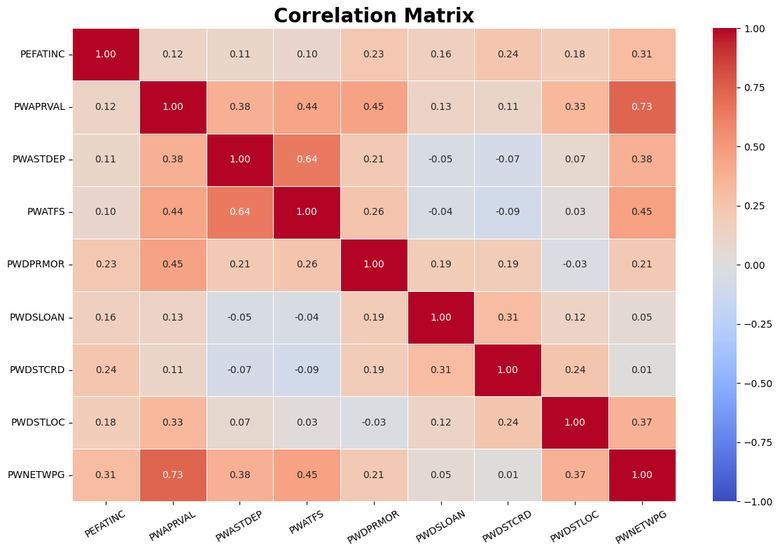 Correlation Matrix
PEFATINC 1.00 0.12 0.11 0.10 0.23 0.16 0.24 0.18 0.31
PWAPRVAL 0.12 1.00 0.38 0.44 0.45 0.13 0.11 0.33 0.73
PWASTDEP 0.11 0.38 1.00 0.64 0.21 -0.05 -0.07 0.07 0.38
PWATFS 0.10 0.44 0.64 1.00 0.26 -0.04 -0.09 0.03 0.45
PWDPRMOR 0.23 0.45 0.21 0.26 1.00 0.19 0.19 -0.03 0.21
PWDSLOAN 0.16 0.13 -0.05 -0.04 0.19 1.00 0.31 0.12 0.05
PWDSTCRD 0.24 0.11 -0.07 -0.09 0.19 0.31 1.00 0.24 0.01
PWDSTLOC 0.18 0.33 0.07 0.03 -0.03 0.12 0.24 1.00 0.37
PWNETWPG 0.31 0.73 0.38 0.45 0.21 0.05 0.01 0.37 1.00
PEFATINC PWAPRVAL PWASTDEP PWATFS PWDPRMOR PWDSLOAN PWDSTCRD PWDSTLOC PWNETWPG
1.00
0.75
0.50
0.25
0.00
−0.25
−0.50
−0.75
−1.00